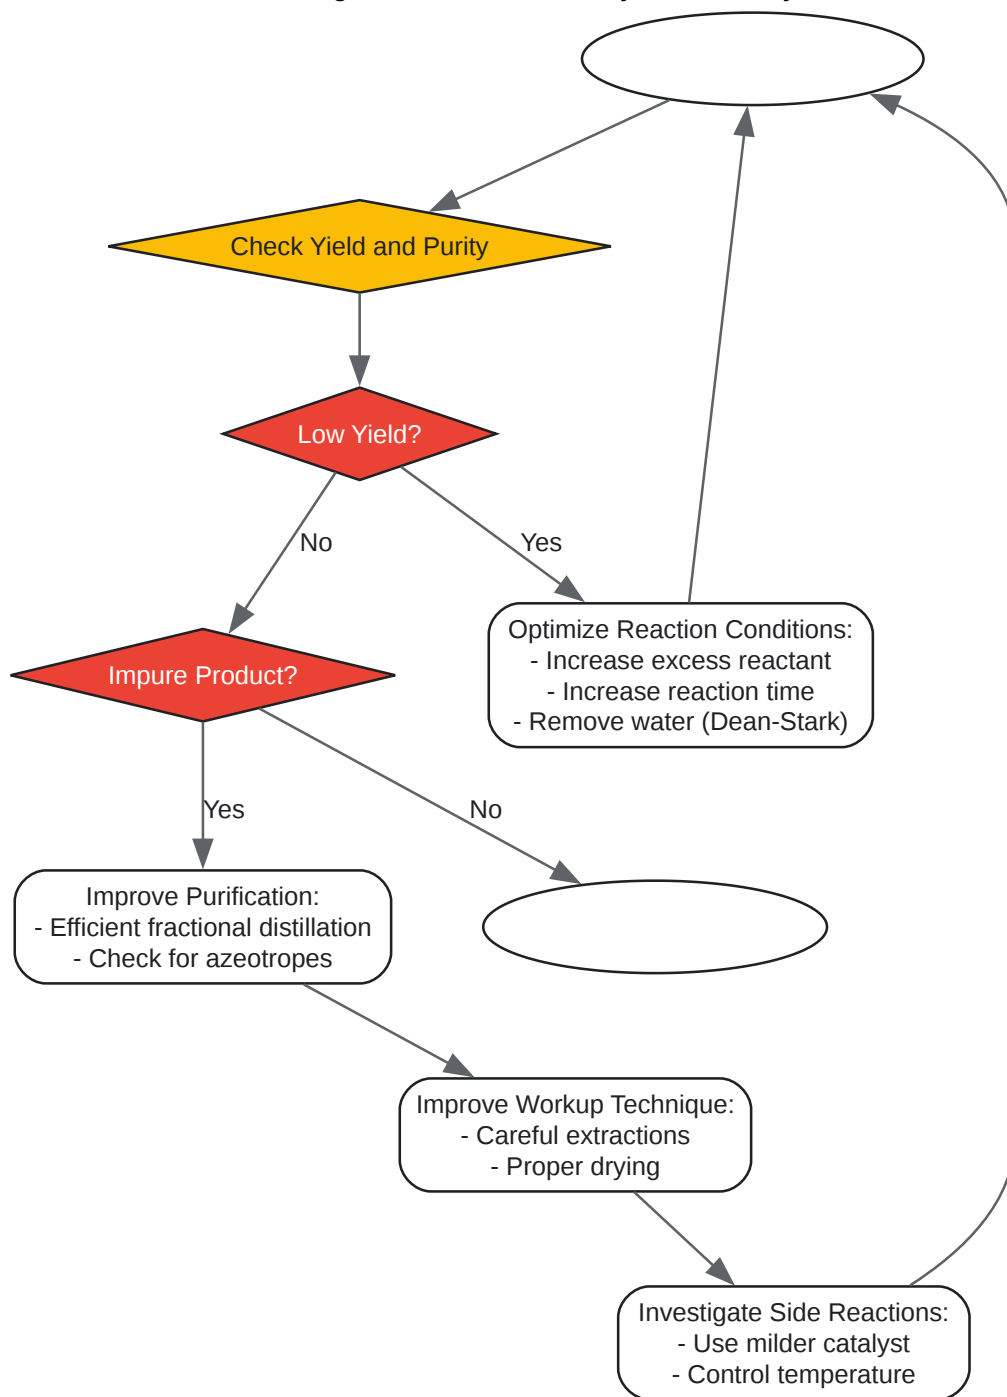 Check Yield and Purity
Low Yield?
No
Yes
Optimize Reaction Conditions:
- Increase excess reactant
- Increase reaction time
- Remove water (Dean-Stark)
Impure Product?
Yes
No
Improve Purification:
- Efficient fractional distillation
- Check for azeotropes
Improve Workup Technique:
- Careful extractions
- Proper drying
Investigate Side Reactions:
- Use milder catalyst
- Control temperature